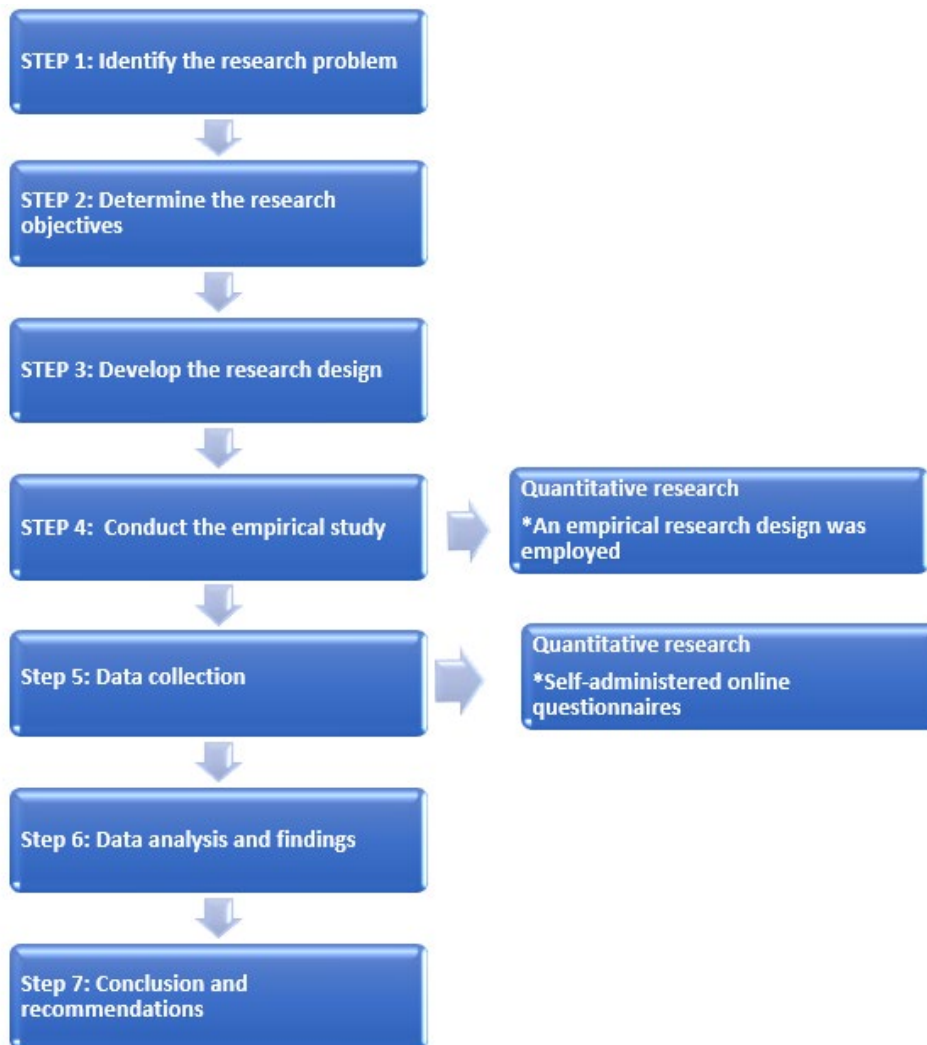 STEP 1: Identify the research problem
STEP 2: Determine the research
objectives
STEP 3: Develop the research design
STEP 4:  Conduct the empirical study
Quantitative research
*An empirical research design was
employed
Step 5: Data collection
Quantitative research
*Self-administered online
questionnaires
Step 6: Data analysis and findings
Step 7: Conclusion and
recommendations